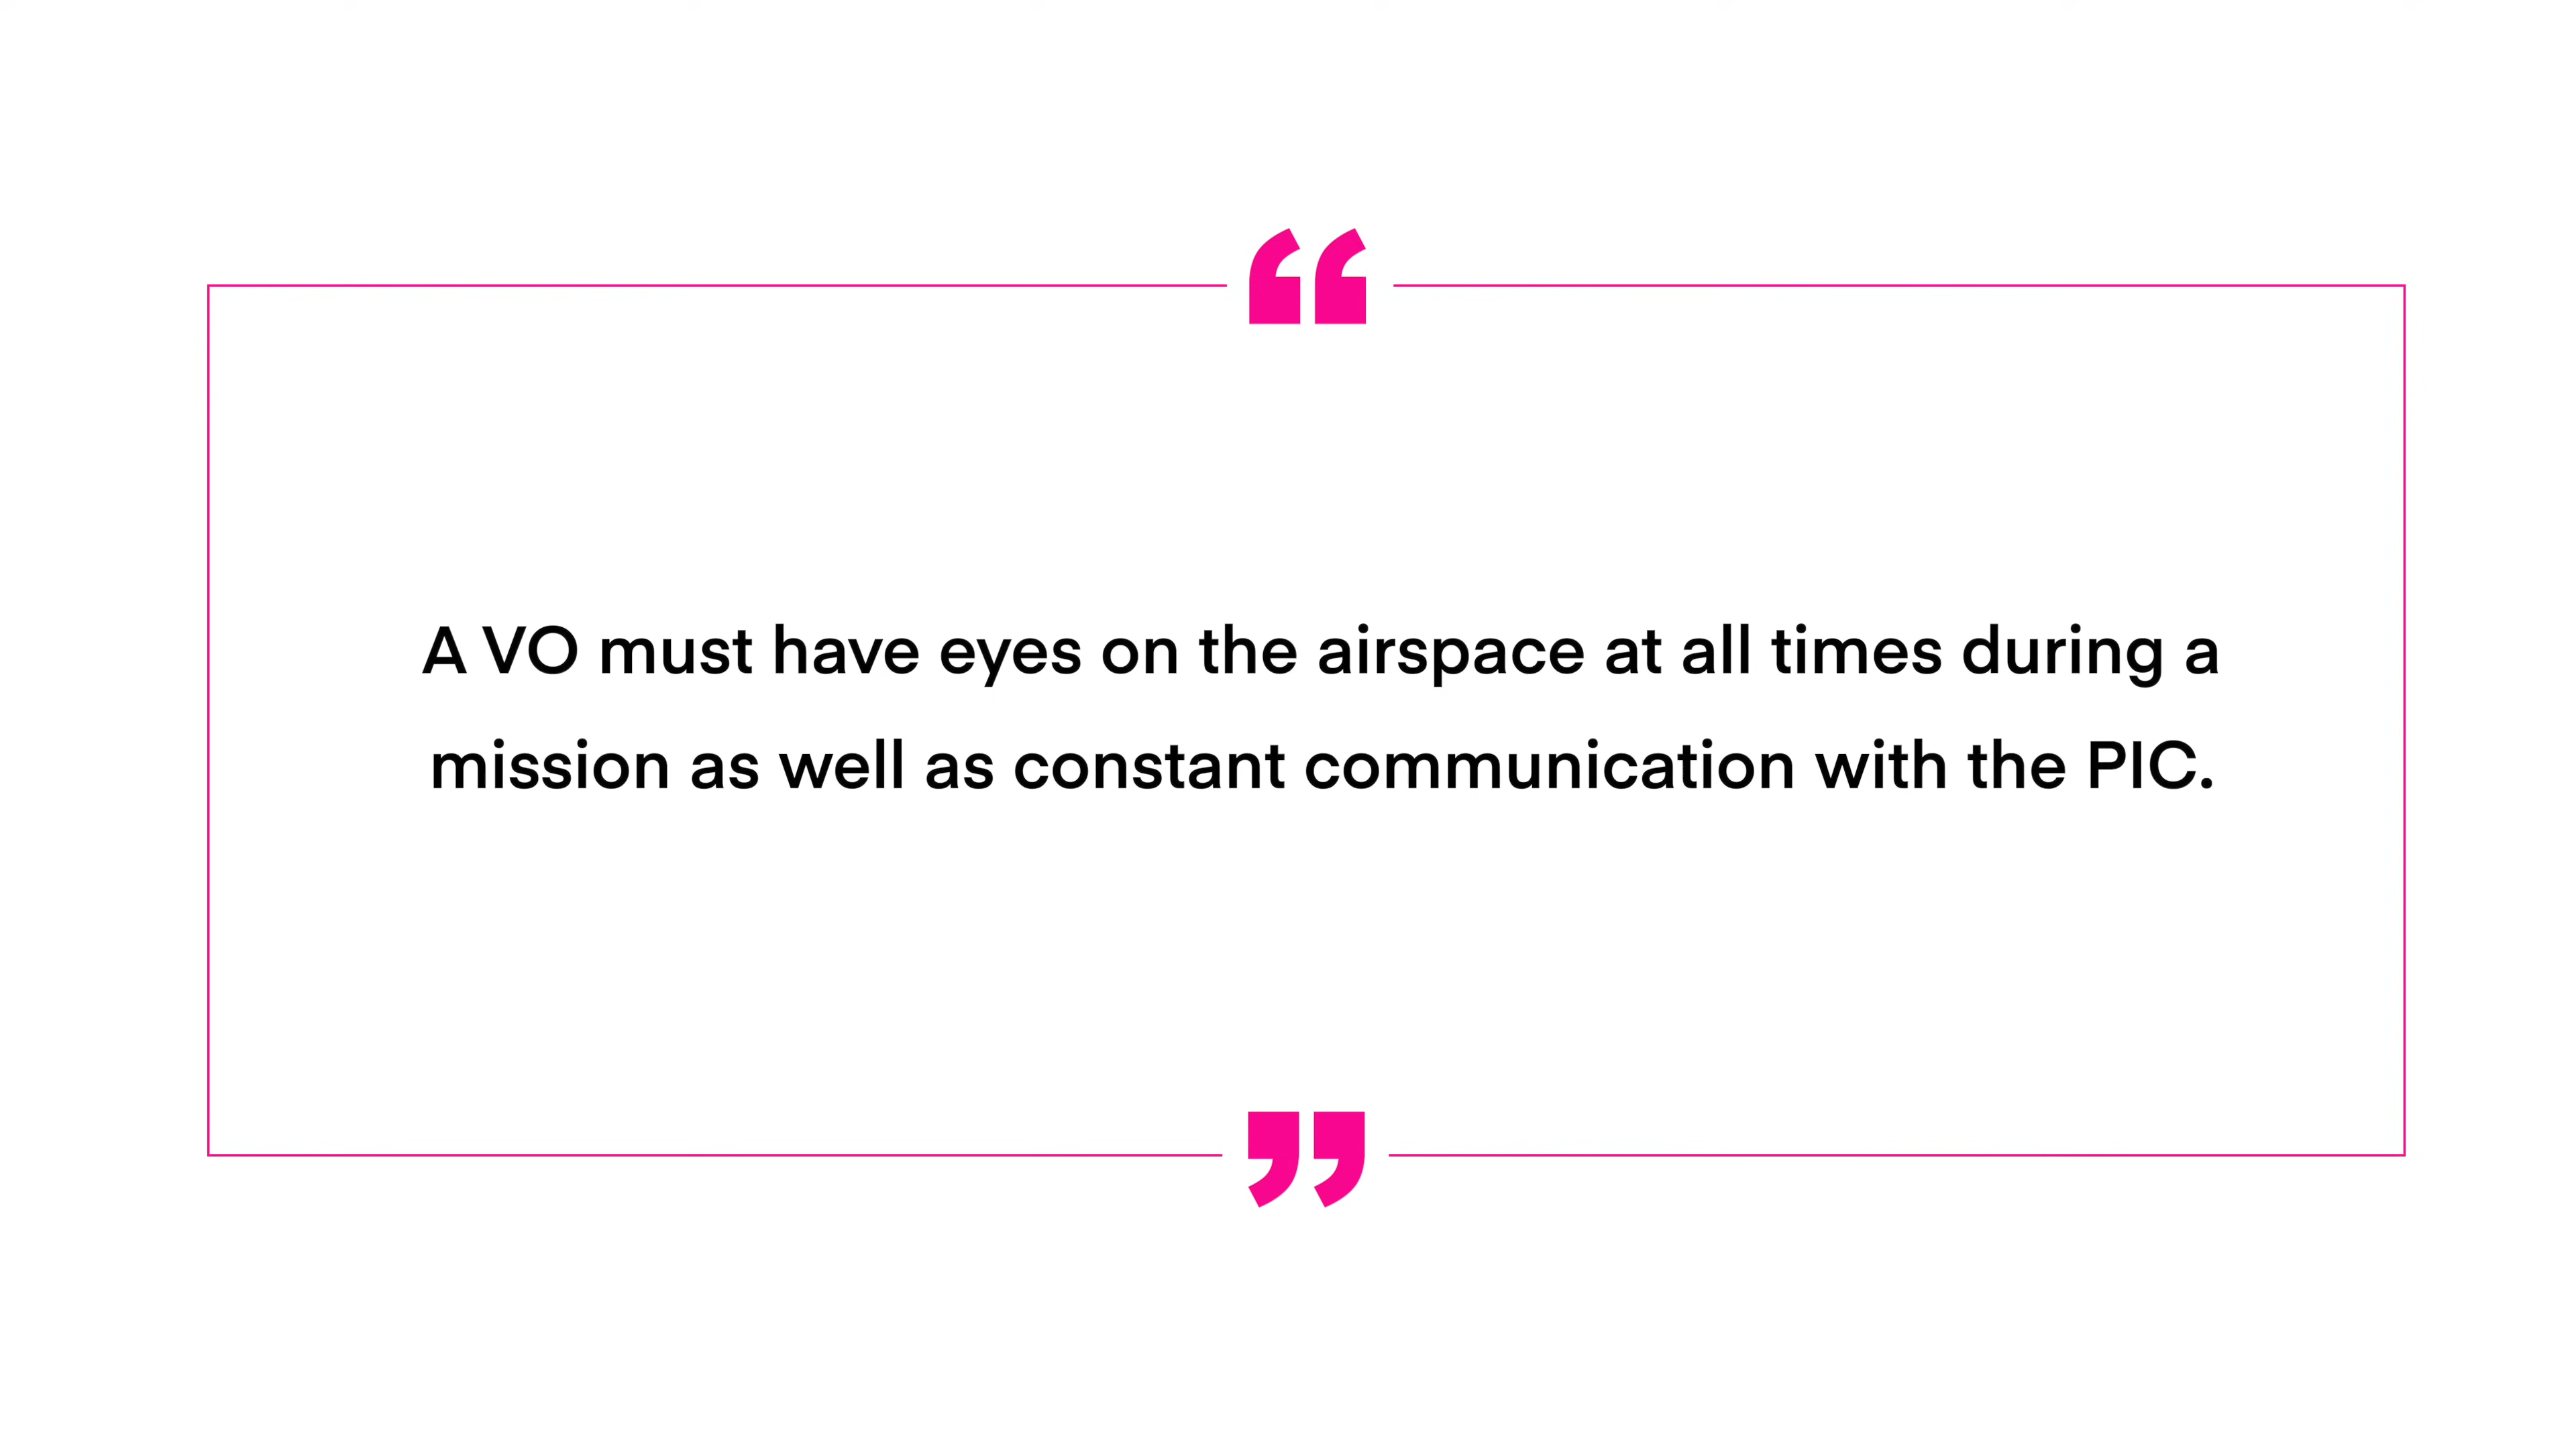 “
A VO must have eyes on the airspace at all times during a
mission as well as constant communication with the PIC.
”